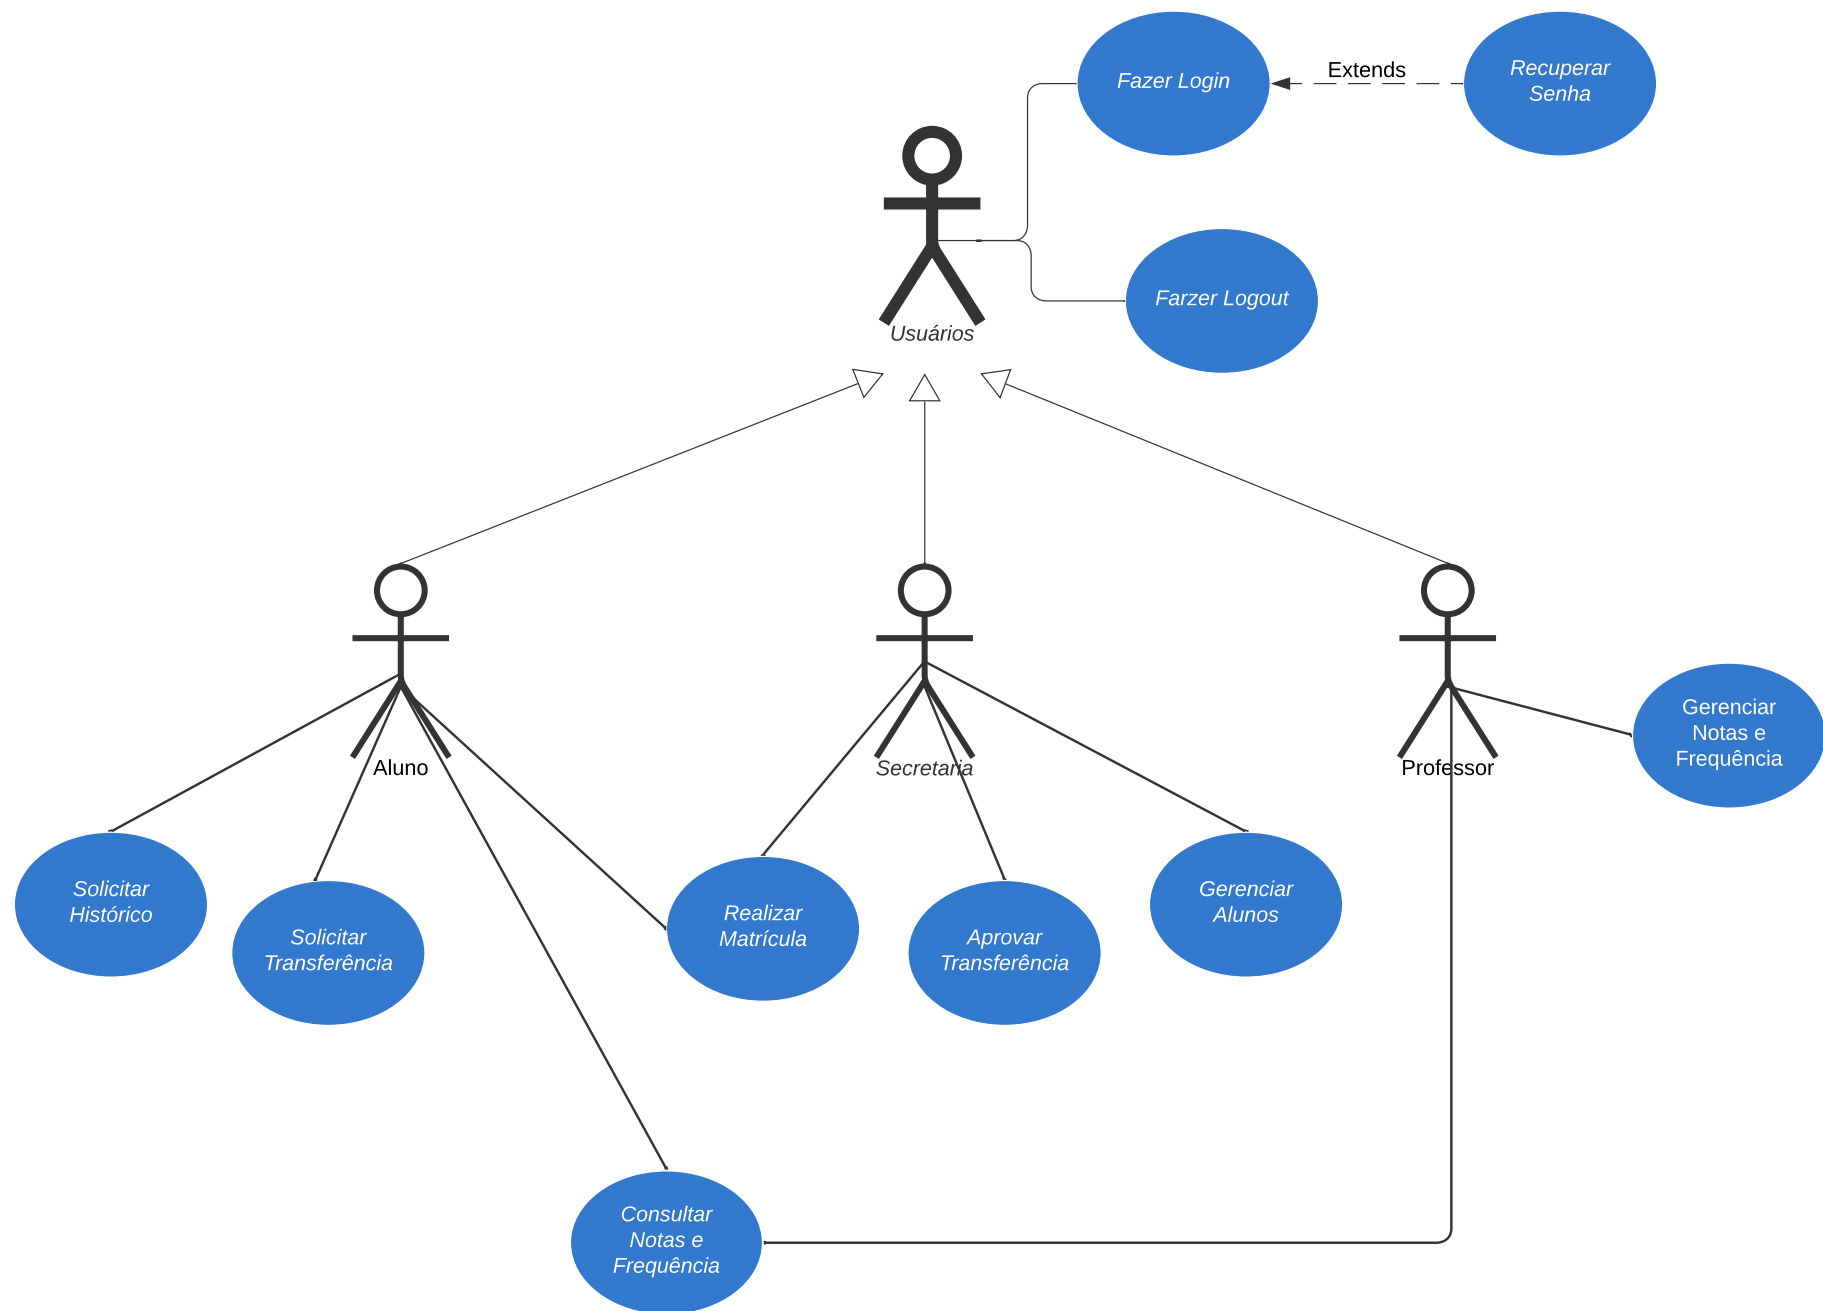 Fazer Login
Extends
Recuperar
Senha
Farzer Logout
Usuários
Aluno
Secretaria
Professor
Gerenciar
Notas e
Frequência
Solicitar
Histórico
Solicitar
Transferência
Realizar
Matrícula
Aprovar
Transferência
Gerenciar
Alunos
Consultar
Notas e
Frequência